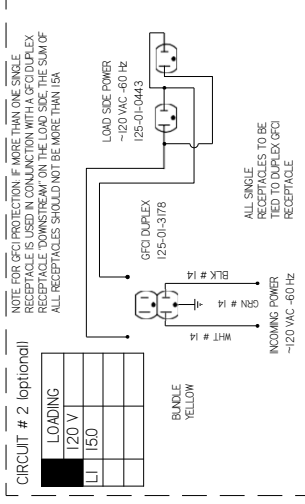 NOTE: FOR GFCI PROTECTION, IF MORE THAN ONE SINGLE
RECEPTACLE IS USED IN CONJUNCTION WITH A GFCI DUPLEX
RECEPTACLE "DOWNSTREAM" ON THE LOAD SIDE, THE SUM OF
ALL RECEPTACLES SHOULD NOT BE MORE THAN 15A
CIRCUIT # 2 (optional)
LOADING
120 V
L1 15.0
LOAD SIDE POWER
~120 VAC -60 Hz
125-01-0443
GFCI DUPLEX
125-01-3178
BUNDLE
YELLOW
WHT # 14
GRN # 14
BLK # 14
INCOMING POWER
~120 VAC -60 Hz
ALL SINGLE
RECEPTACLES TO BE
TIED TO DUPLEX GFCI
RECEPTACLE